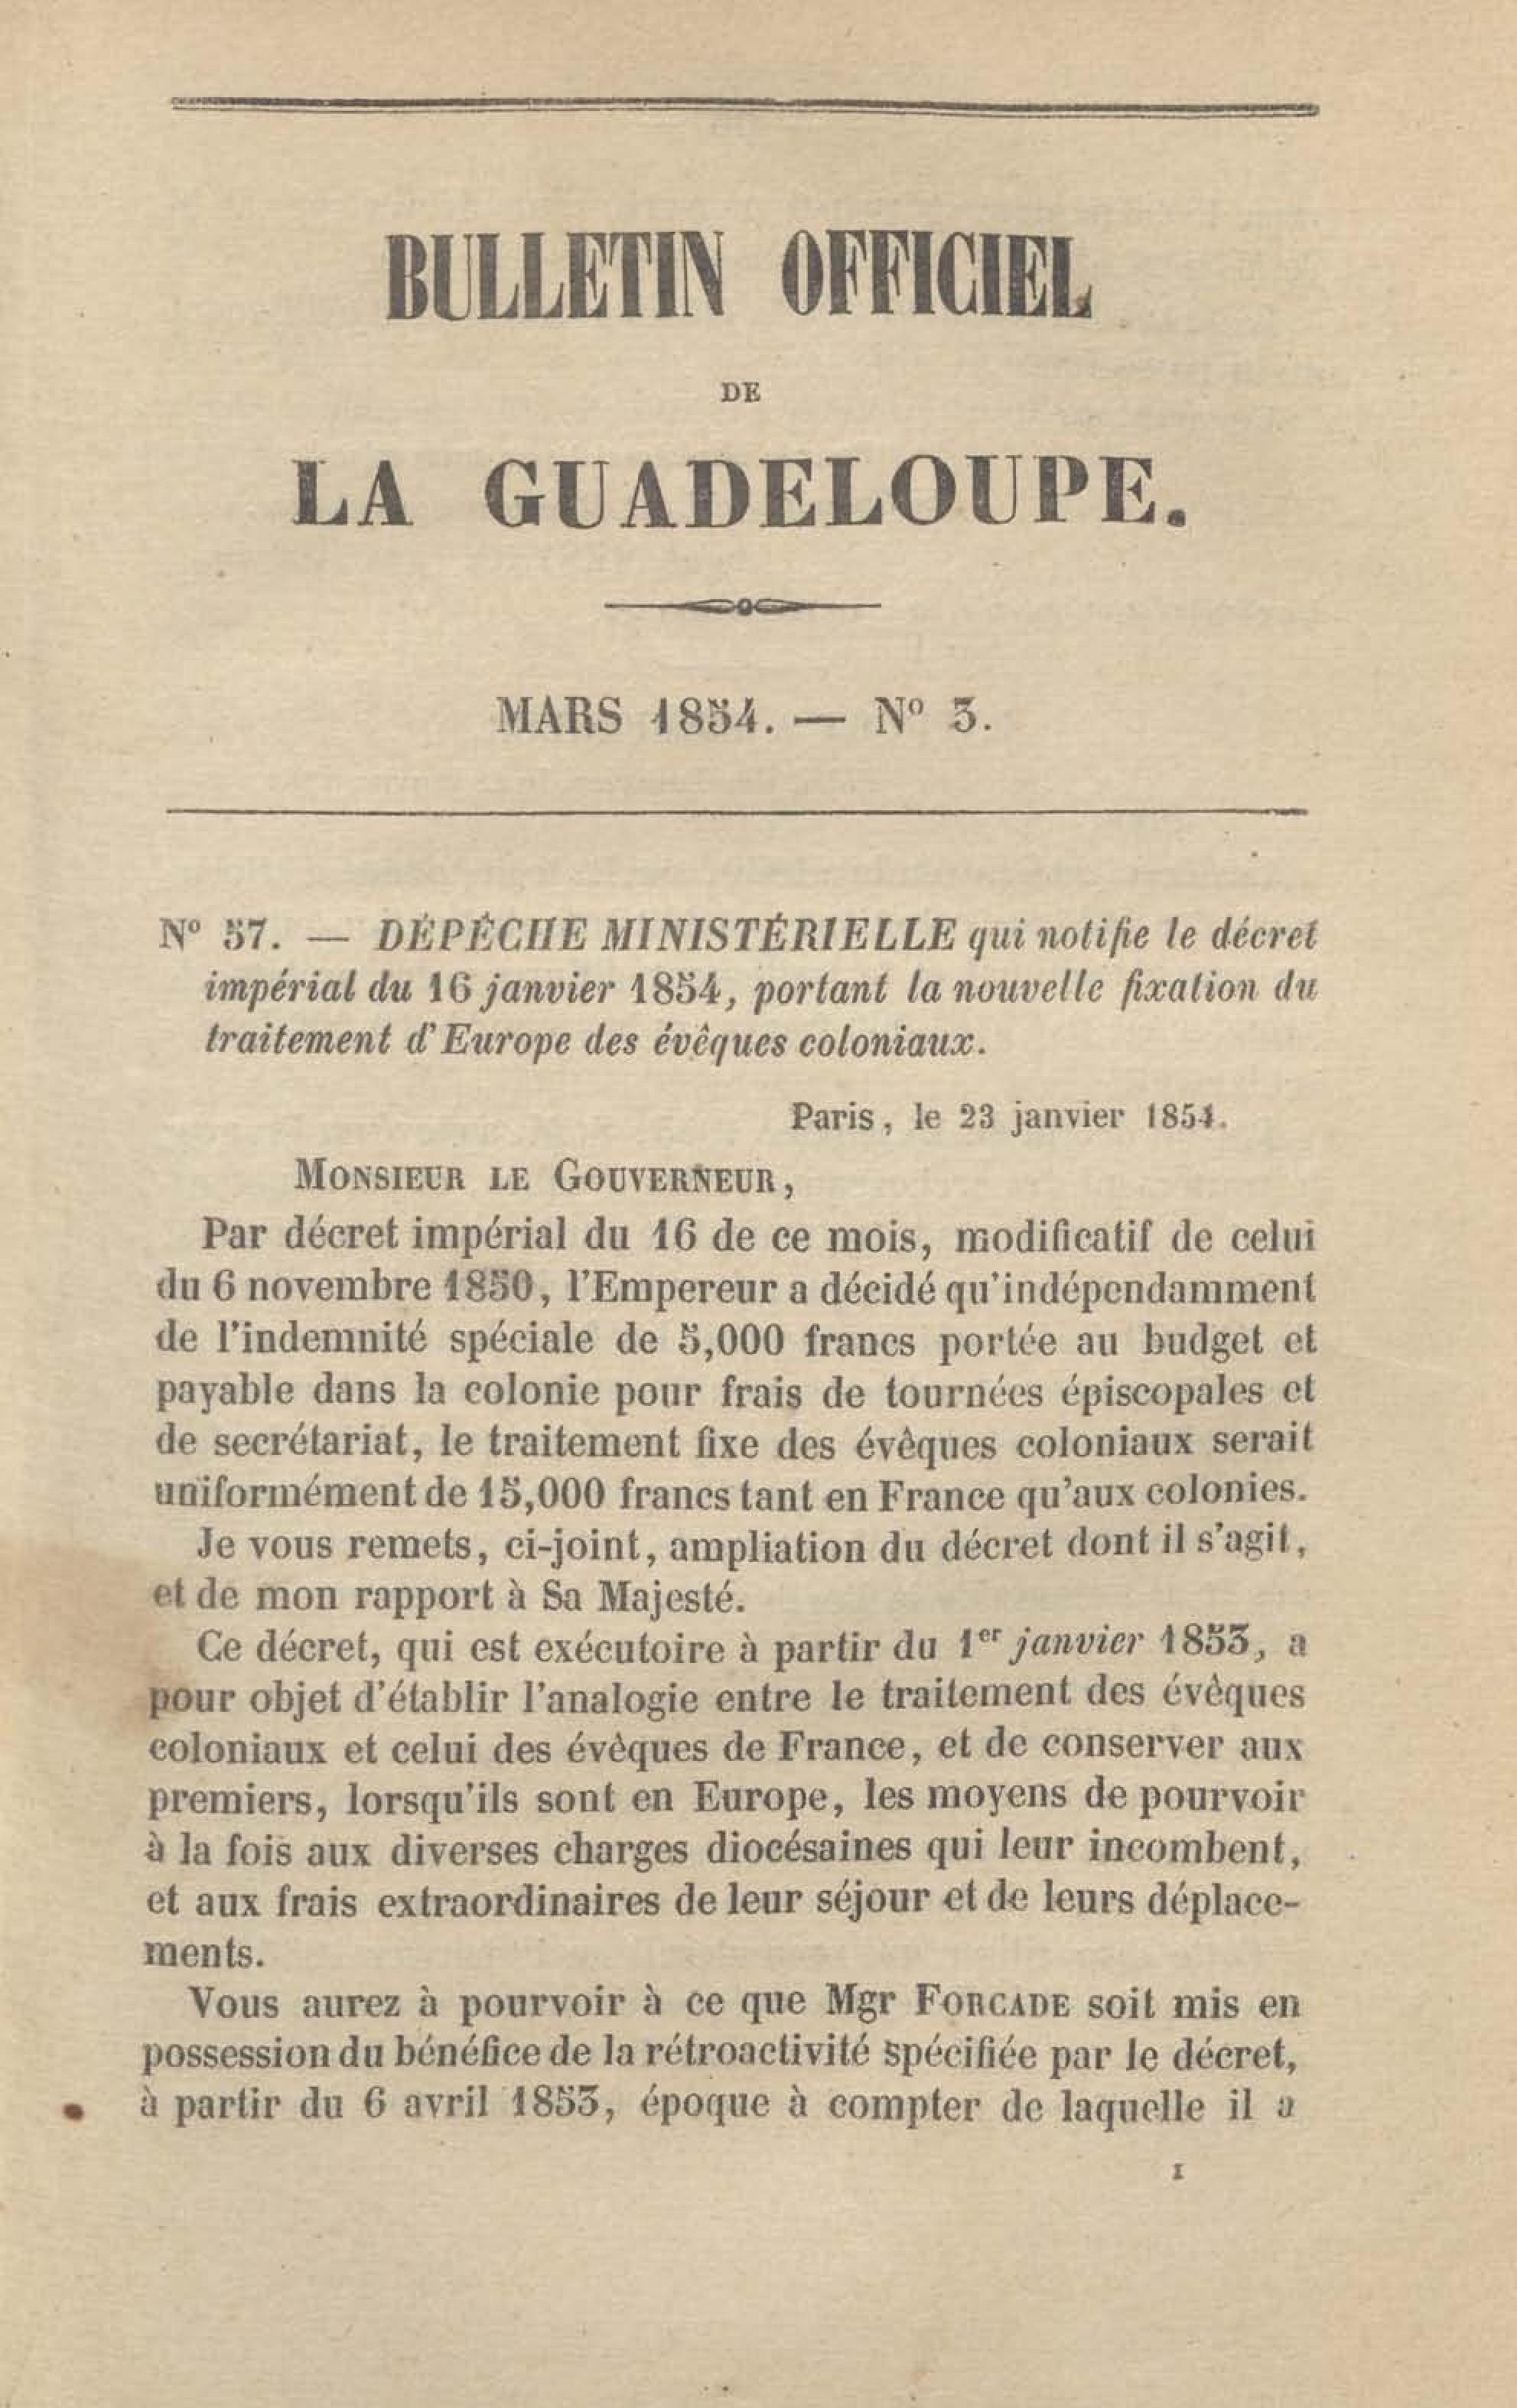 BULLETIN OFFICIEL
DE
LA GUADELOUPE.
MARS 1854. — Nº 3.
Nº 57. — DÉPÊCHE MINISTÉRIELLE qui notifie le décret
impérial du 16 janvier 1854, portant la nouvelle fixation du
traitement d'Europe des évêques coloniaux.
Paris, le 23 janvier 1854.
MONSIEUR LE GOUVERNEUR,
Par décret impérial du 16 de ce mois, modificatif de celui
du 6 novembre 1850, l'Empereur a décidé qu'indépendamment
de l'indemnité spéciale de 5,000 francs portée au budget et
payable dans la colonie pour frais de tournées épiscopales et
de secrétariat, le traitement fixe des évêques coloniaux serait
uniformément de 15,000 francs tant en France qu'aux colonies.
Je vous remets, ci-joint, ampliation du décret dont il s'agit,
et de mon rapport à Sa Majesté.
Ce décret, qui est exécutoire à partir du 1er janvier 1853, a
pour objet d'établir l'analogie entre le traitement des évêques
coloniaux et celui des évêques de France, et de conserver aux
premiers, lorsqu'ils sont en Europe, les moyens de pourvoir
à la fois aux diverses charges diocésaines qui leur incombent,
et aux frais extraordinaires de leur séjour et de leurs déplace-
ments.
Vous aurez à pourvoir à ce que Mgr FORCADE soit mis en
possession du bénéfice de la rétroactivité spécifiée par le décret,
à partir du 6 avril 1853, époque à compter de laquelle il a
I